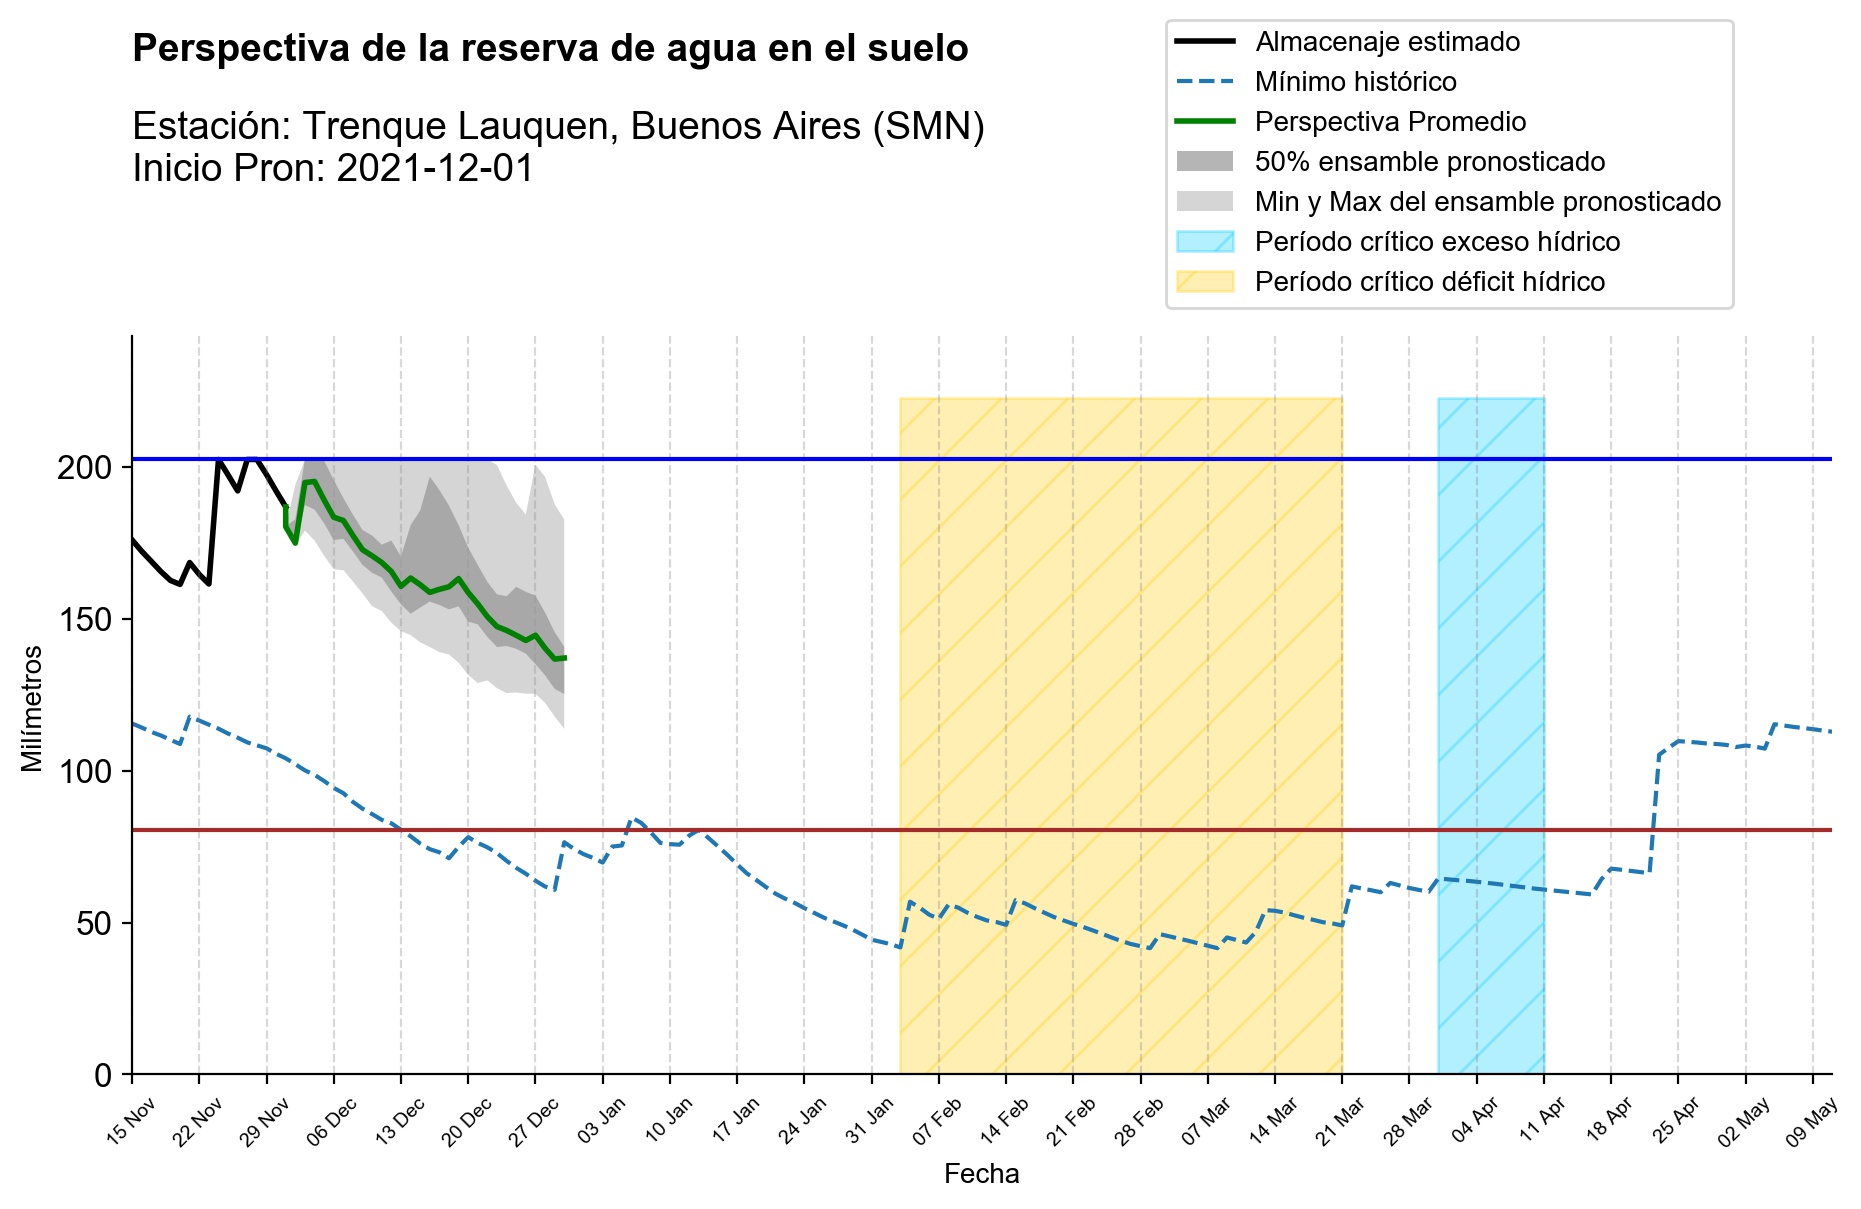 Perspectiva de la reserva de agua en el suelo
Estación: Trenque Lauquen, Buenos Aires (SMN)
Inicio Pron: 2021-12-01
Almacenaje estimado
Mínimo histórico
Perspectiva Promedio
50% ensamble pronosticado
Min y Max del ensamble pronosticado
Período crítico exceso hídrico
Período crítico déficit hídrico
Milímetros
200
150
100
50
0
15 Nov
22 Nov
29 Nov
06 Dec
13 Dec
20 Dec
27 Dec
03 Jan
10 Jan
17 Jan
24 Jan
31 Jan
07 Feb
14 Feb
21 Feb
28 Feb
07 Mar
14 Mar
21 Mar
28 Mar
04 Apr
11 Apr
18 Apr
25 Apr
02 May
09 May
Fecha